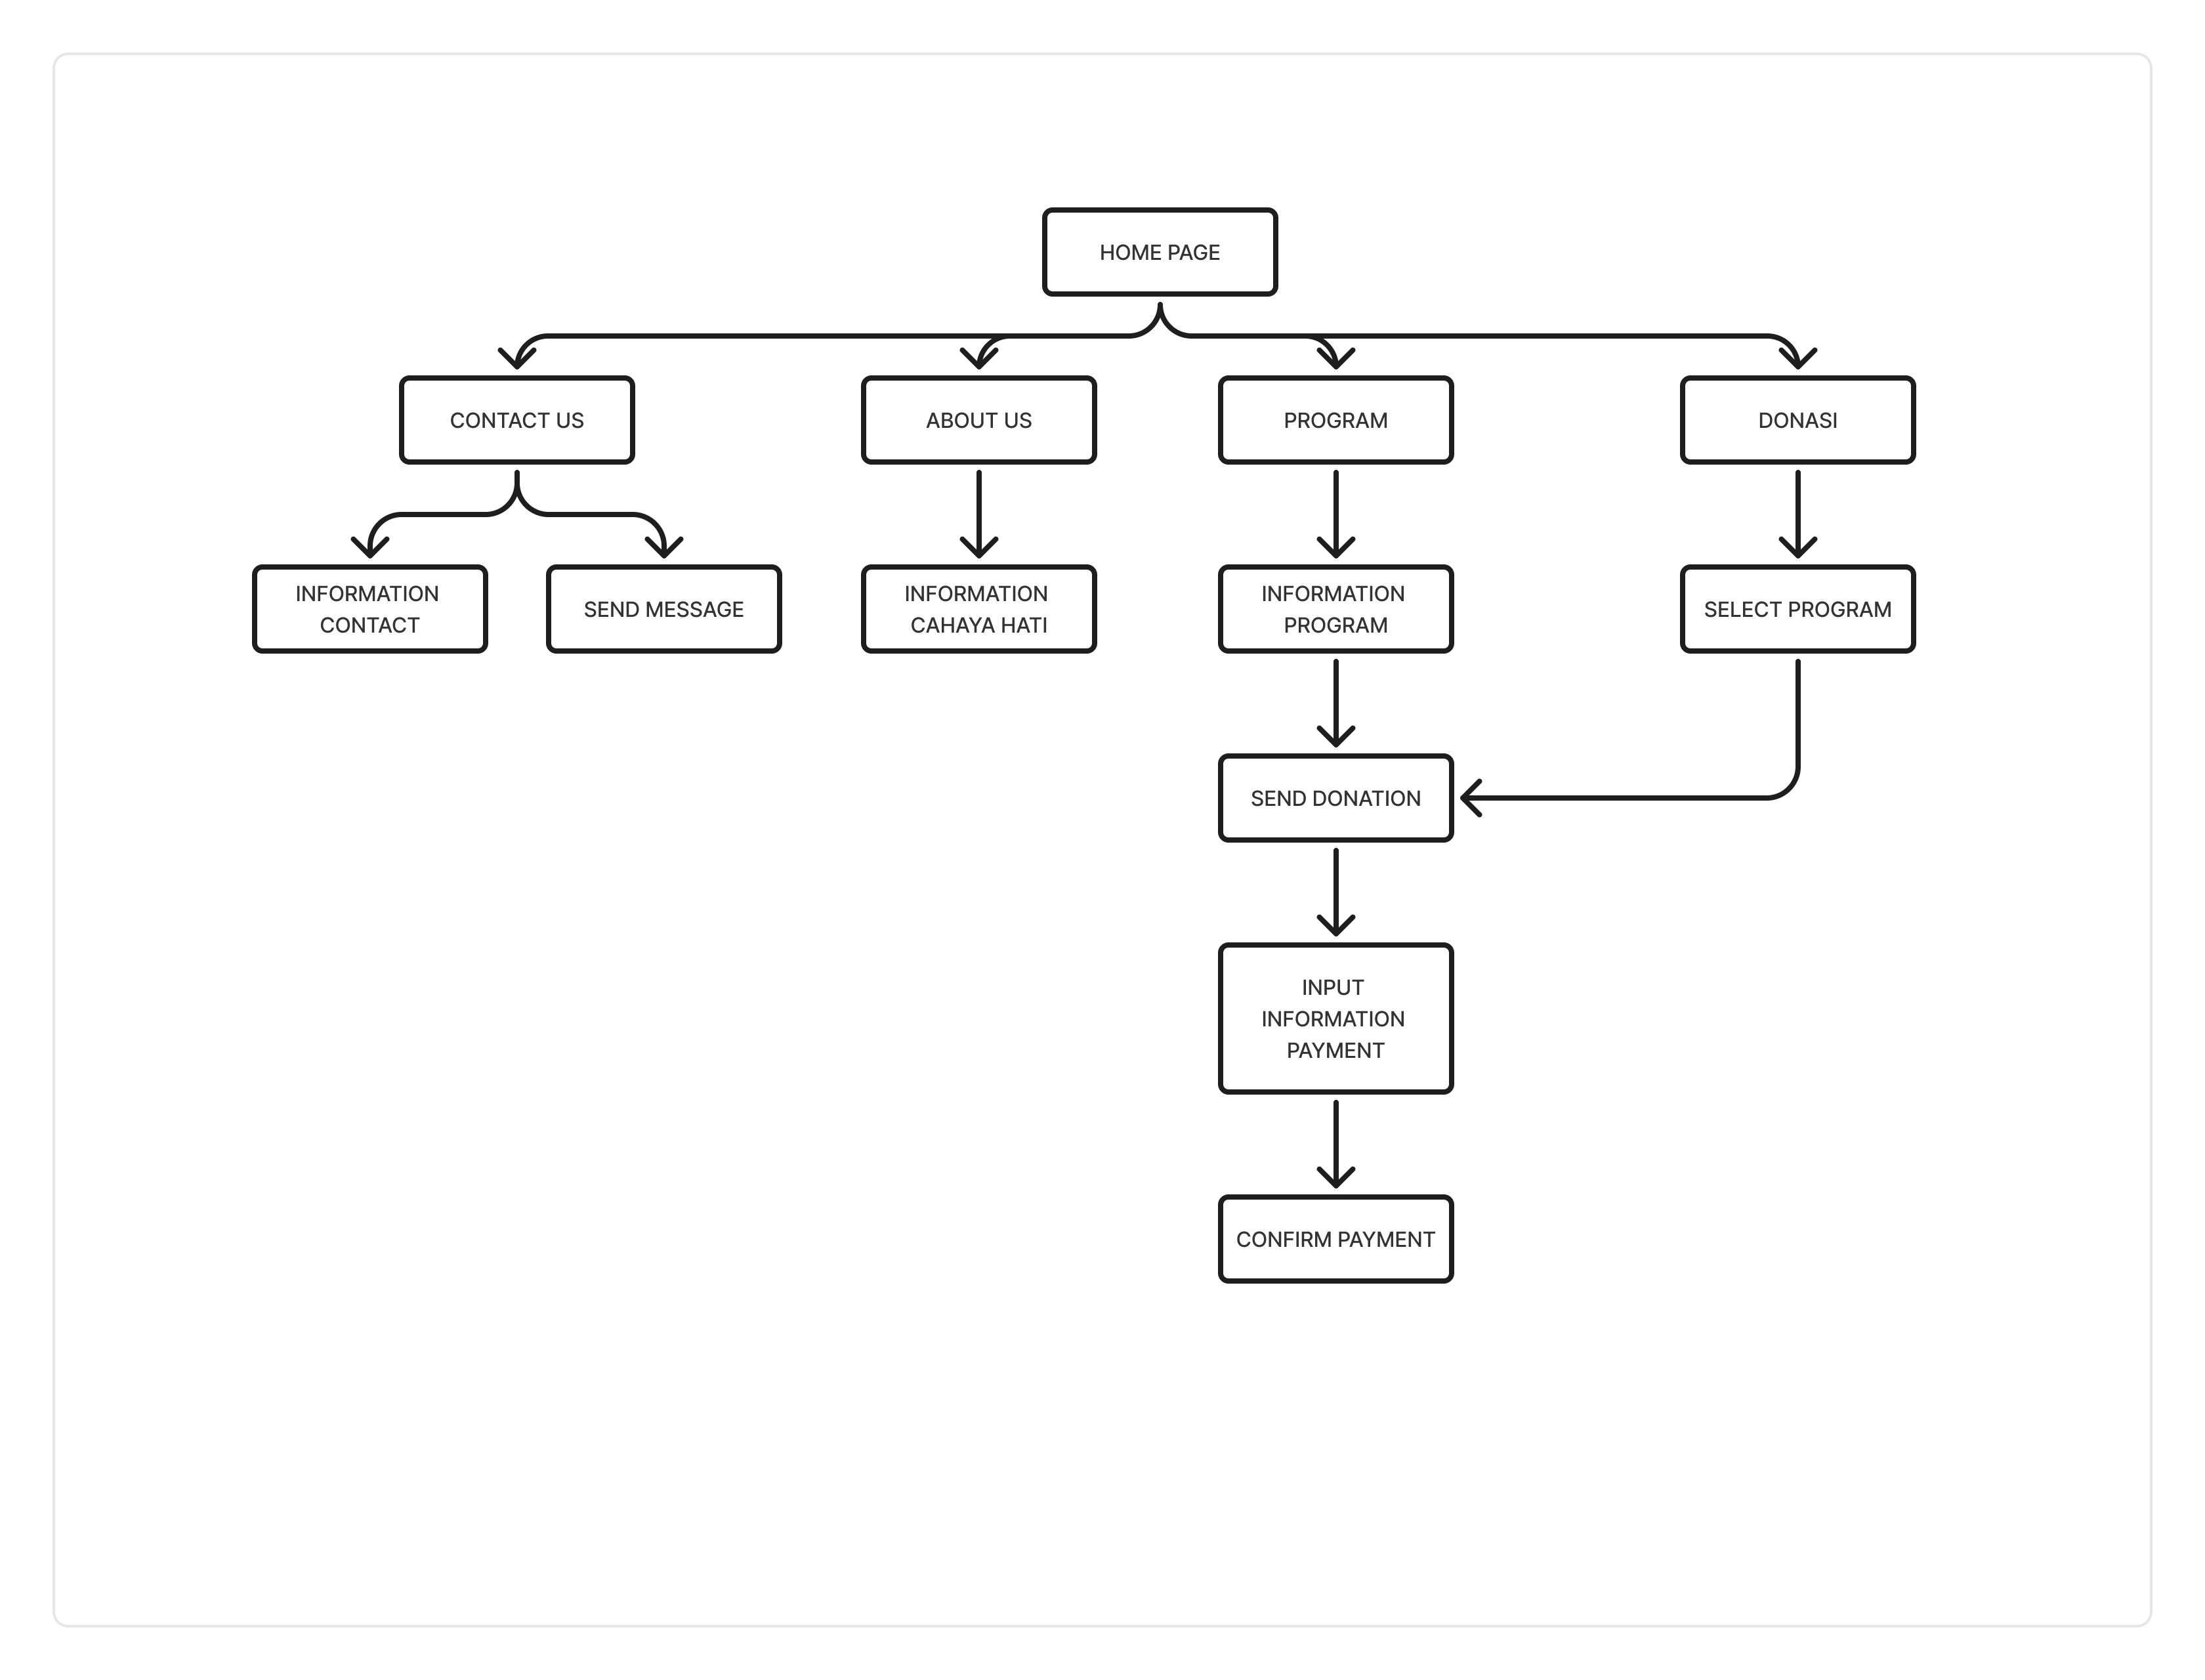 HOME PAGE
CONTACT US
ABOUT US
PROGRAM
DONASI
INFORMATION
CONTACT
SEND MESSAGE
INFORMATION
CAHAYA HATI
INFORMATION
PROGRAM
SELECT PROGRAM
SEND DONATION
INPUT
INFORMATION
PAYMENT
CONFIRM PAYMENT